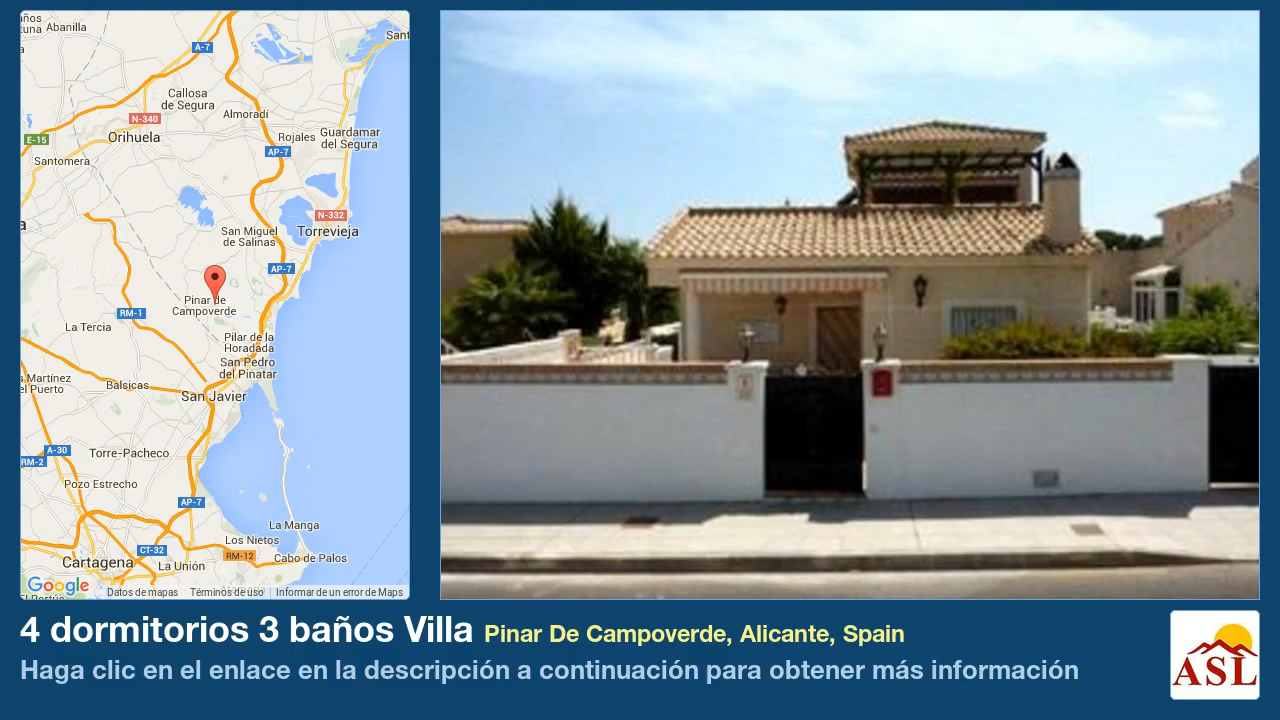 Abanilla
A-7
Sant
Callosa
de Segura
N-340
Almoradí
Orihuela
E-15
Rojales
Guardamar
del Segura
AP-7
Santomera
N-332
San Miguel
de Salinas
Torrevieja
AP-7
Pinar de
Campoverde
RM-1
La Tercia
Pilar de la
Horadada
San Pedro
del Pinatar
s Martínez
el Puerto
Balsicas
San Javier
A-30
RM-2
Torre-Pacheco
Pozo Estrecho
AP-7
La Manga
Los Nietos
CT-32
RM-12
Cabo de Palos
Cartagena
La Unión
Google
Datos de mapas
Términos de uso
Informar de un error de Maps
4 dormitorios 3 baños Villa Pinar De Campoverde, Alicante, Spain
Haga clic en el enlace en la descripción a continuación para obtener más información
ASL